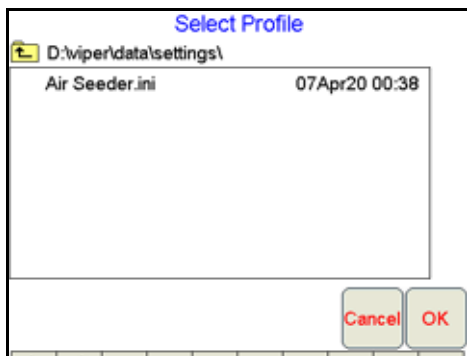 Select Profile
D:\viper\data\settings\
Air Seeder.ini 07Apr20 00:38
Cancel OK